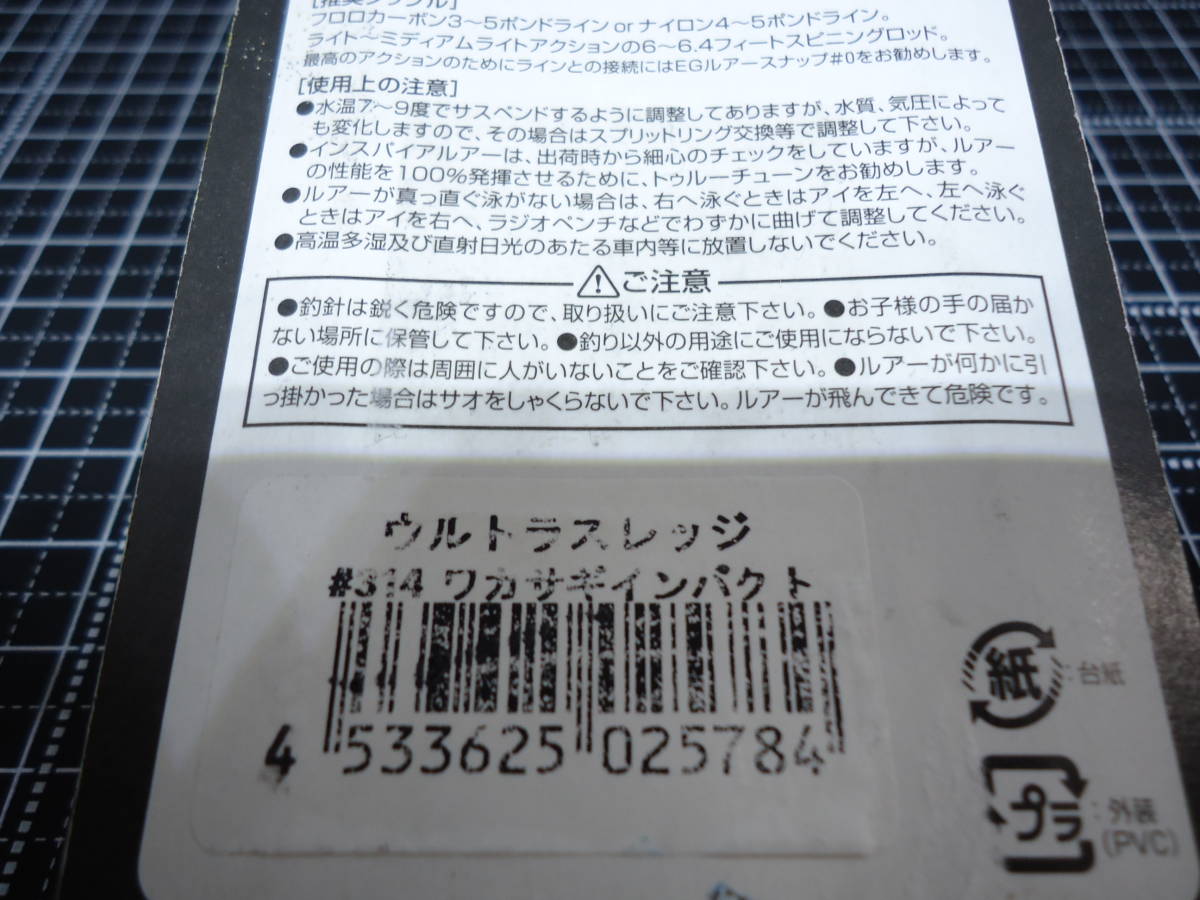 [推奨タックル]
フロロカーボン3〜5ポンドライン or ナイロン4〜5ポンドライン。
ライト〜ミディアムライトアクションの6〜6.4フィートスピニングロッド。
最高のアクションのためにラインとの接続にはEGルアースナップ#0をお勧めします。
[使用上の注意]
●水温7〜9度でサスペンドするように調整してありますが、水質、気圧によって
も変化しますので、その場合はスプリットリング交換等で調整して下さい。
●インスパイアルアーは、出荷時から細心のチェックをしていますが、ルアー
の性能を100%発揮させるために、トゥルーチューンをお勧めします。
●ルアーが真っ直ぐ泳がない場合は、右へ泳ぐときはアイを左へ、左へ泳ぐ
ときはアイを右へ、ラジオペンチなどでわずかに曲げて調整してください。
●高温多湿及び直射日光のあたる車内等に放置しないでください。
⚠ご注意
●釣針は鋭く危険ですので、取り扱いにご注意下さい。●お子様の手の届か
ない場所に保管して下さい。●釣り以外の用途にご使用にならないで下さい。
●ご使用の際は周囲に人がいないことをご確認下さい。●ルアーが何かに引
っ掛かった場合はサオをしゃくらないで下さい。ルアーが飛んできて危険です。
ウルトラスレッジ
#314 ワカサギインパクト
4 533625 025784
紙:台紙
プラ:外装
(PVC)